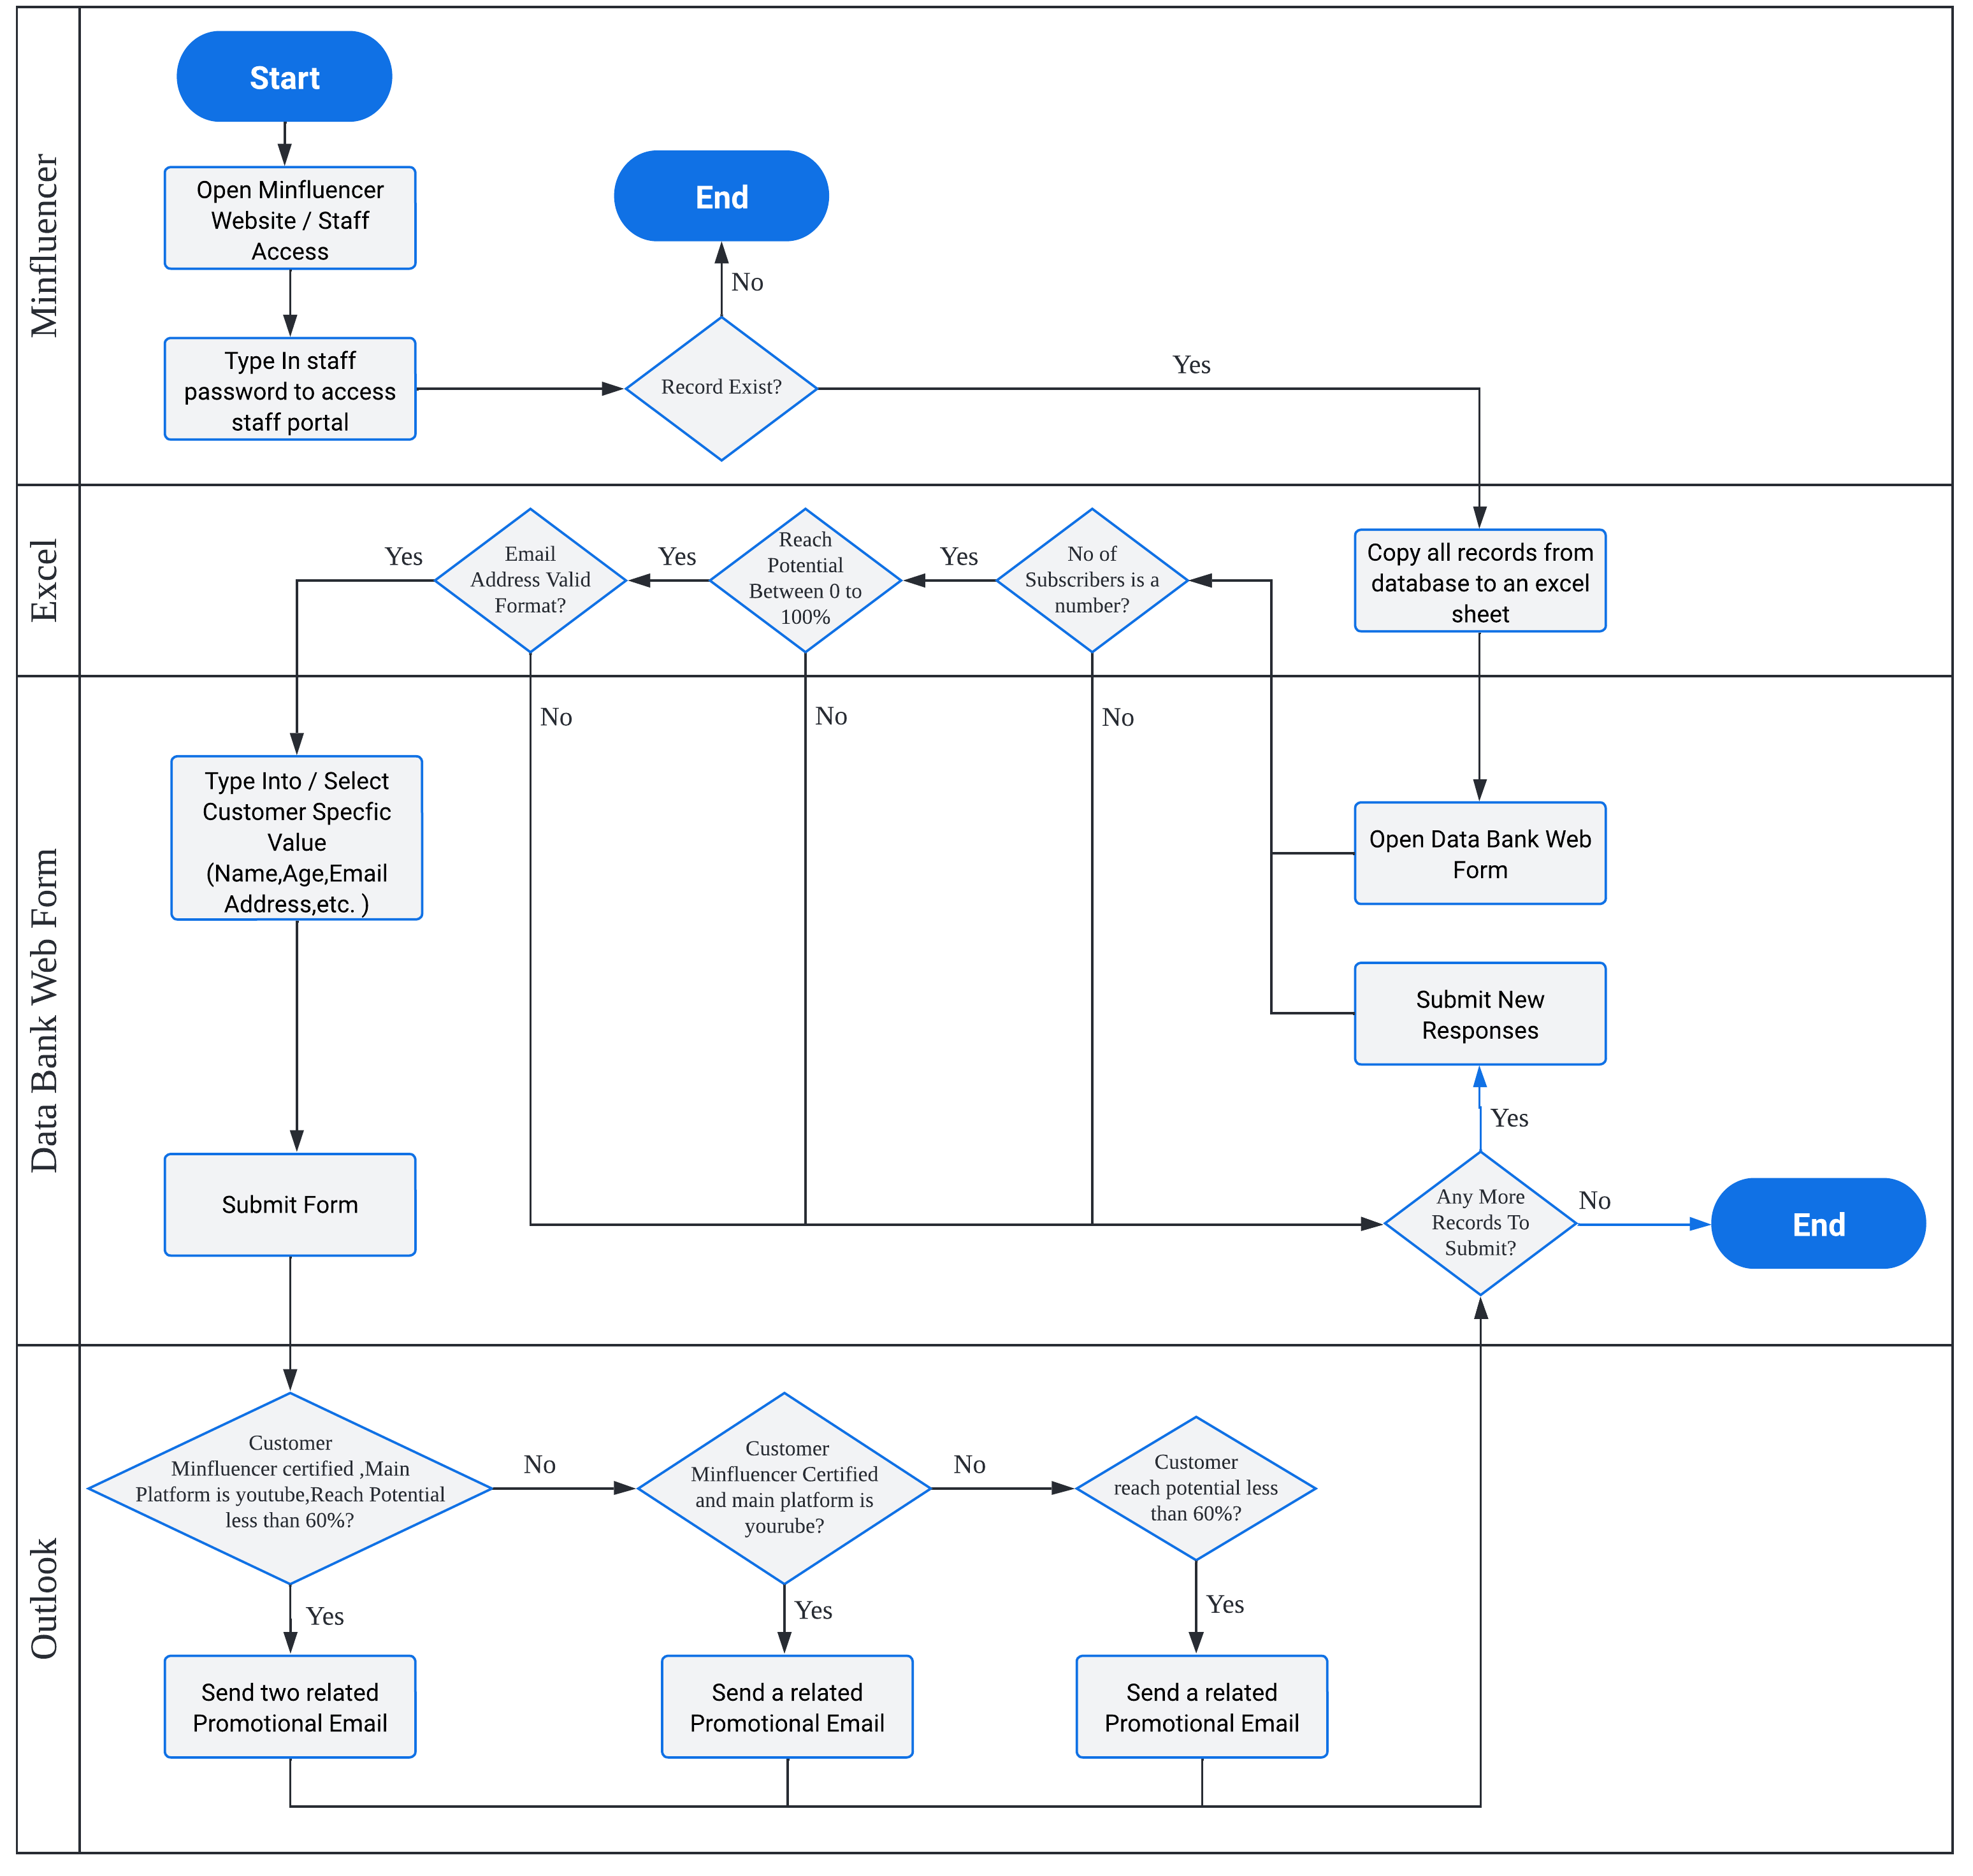 Minfluencer
Start
Open Minfluencer
Website / Staff
Access
Type In staff
password to access
staff portal
End
No
Record Exist?
Yes
Excel
Yes
Email
Address Valid
Format?
Yes
Reach
Potential
Between 0 to
100%
Yes
No of
Subscribers is a
number?
Copy all records from
database to an excel
sheet
Data Bank Web Form
No
No
No
Type Into / Select
Customer Specfic
Value
(Name,Age,Email
Address,etc. )
Open Data Bank Web
Form
Submit New
Responses
Yes
Submit Form
Any More
Records To
Submit?
No
End
Outlook
Customer
Minfluencer certified ,Main
Platform is youtube,Reach Potential
less than 60%?
No
Customer
Minfluencer Certified
and main platform is
yourube?
No
Customer
reach potential less
than 60%?
Yes
Yes
Yes
Send two related
Promotional Email
Send a related
Promotional Email
Send a related
Promotional Email